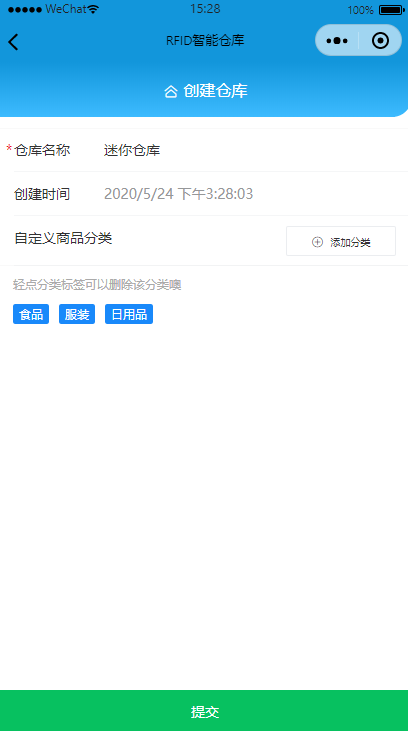 WeChat 15:28 100%
RFID智能仓库
创建仓库
*仓库名称 迷你仓库
创建时间 2020/5/24 下午3:28:03
自定义商品分类 添加分类
轻点分类标签可以删除该分类噢
食品 服装 日用品
提交